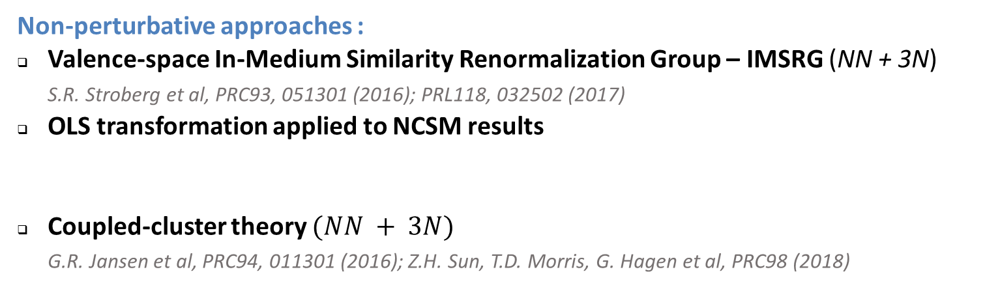 Non-perturbative approaches :
❑ Valence-space In-Medium Similarity Renormalization Group – IMSRG (NN + 3N)
S.R. Stroberg et al, PRC93, 051301 (2016); PRL118, 032502 (2017)
❑ OLS transformation applied to NCSM results
❑ Coupled-cluster theory (NN + 3N)
G.R. Jansen et al, PRC94, 011301 (2016); Z.H. Sun, T.D. Morris, G. Hagen et al, PRC98 (2018)